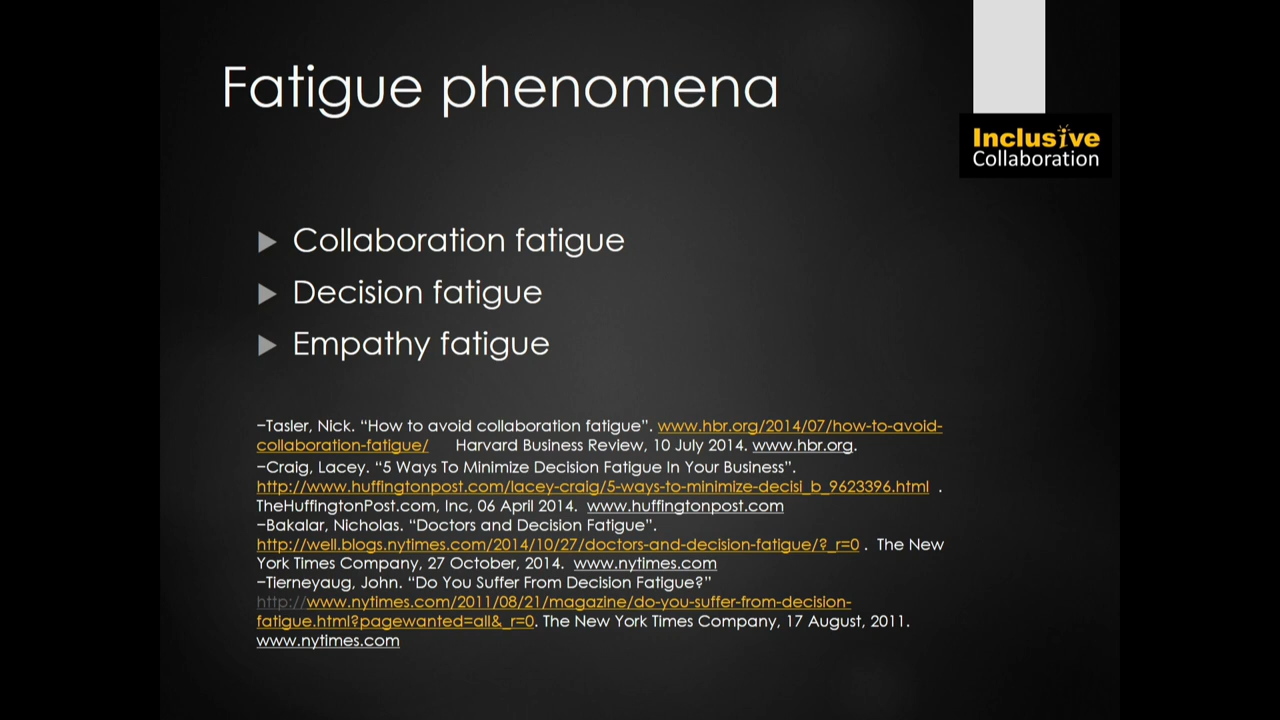 Fatigue phenomena
Inclusive
Collaboration
Collaboration fatigue
Decision fatigue
Empathy fatigue
–Tasler, Nick. “How to avoid collaboration fatigue”. www.hbr.org/2014/07/how-to-avoid-
collaboration-fatigue/ Harvard Business Review, 10 July 2014. www.hbr.org.
–Craig, Lacey. “5 Ways To Minimize Decision Fatigue In Your Business”.
http://www.huffingtonpost.com/lacey-craig/5-ways-to-minimize-decisi_b_9623396.html .
TheHuffingtonPost.com, Inc, 06 April 2014. www.huffingtonpost.com
–Bakalar, Nicholas. “Doctors and Decision Fatigue”.
http://well.blogs.nytimes.com/2014/10/27/doctors-and-decision-fatigue/?_r=0 . The New
York Times Company, 27 October, 2014. www.nytimes.com
–Tierneyaug, John. “Do You Suffer From Decision Fatigue?”
http://www.nytimes.com/2011/08/21/magazine/do-you-suffer-from-decision-
fatigue.html?pagewanted=all&_r=0. The New York Times Company, 17 August, 2011.
www.nytimes.com